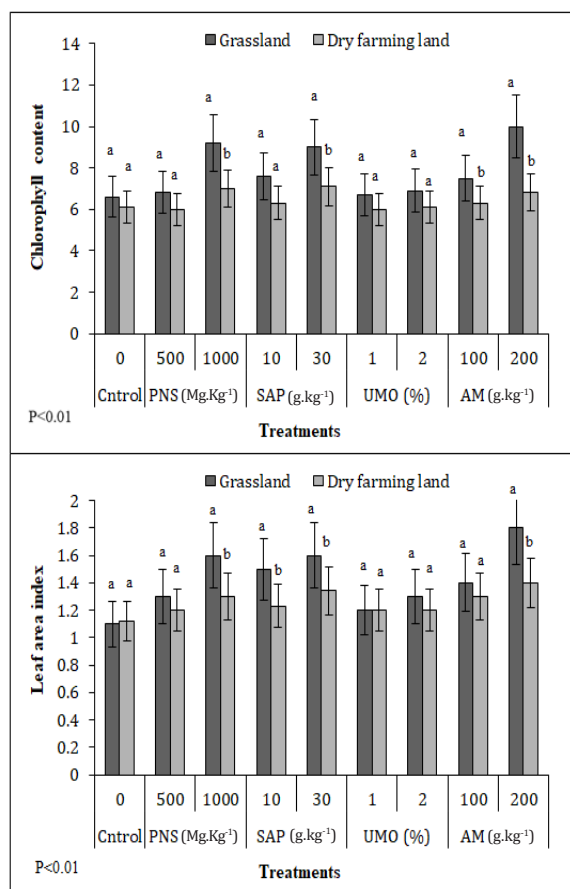 Grassland Dry farming land
14
12
10
8
6
4
2
0
Chlorophyll content
a a a a a b a a a b a a a a a b a b
0 500 1000 10 30 1 2 100 200
Cntrol PNS (Mg.Kg⁻¹) SAP (g.kg⁻¹) UMO (%) AM (g.kg⁻¹)
P<0.01
Treatments
Grassland Dry farming land
2
1.8
1.6
1.4
1.2
1
0.8
0.6
0.4
0.2
0
Leaf area index
a a a a a b a b a b a a a a a a a b
0 500 1000 10 30 1 2 100 200
Cntrol PNS (Mg.Kg⁻¹) SAP (g.kg⁻¹) UMO (%) AM (g.kg⁻¹)
P<0.01
Treatments